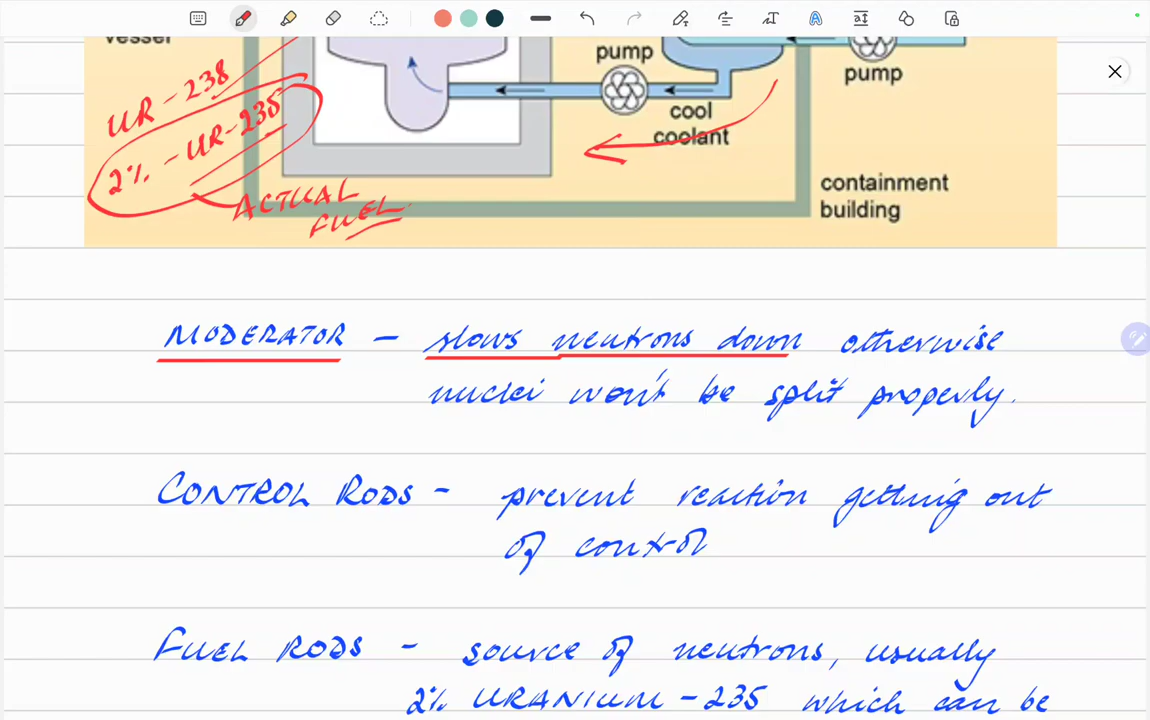 vessel
pump
pump
cool
coolant
containment
building
UR-238
2% - UR-235
ACTUAL
FUEL
MODERATOR - slows neutrons down otherwise
nuclei won't be split properly.
CONTROL RODS - prevent reaction getting out
of control
FUEL RODS - source of neutrons, usually
2% URANIUM-235 which can be